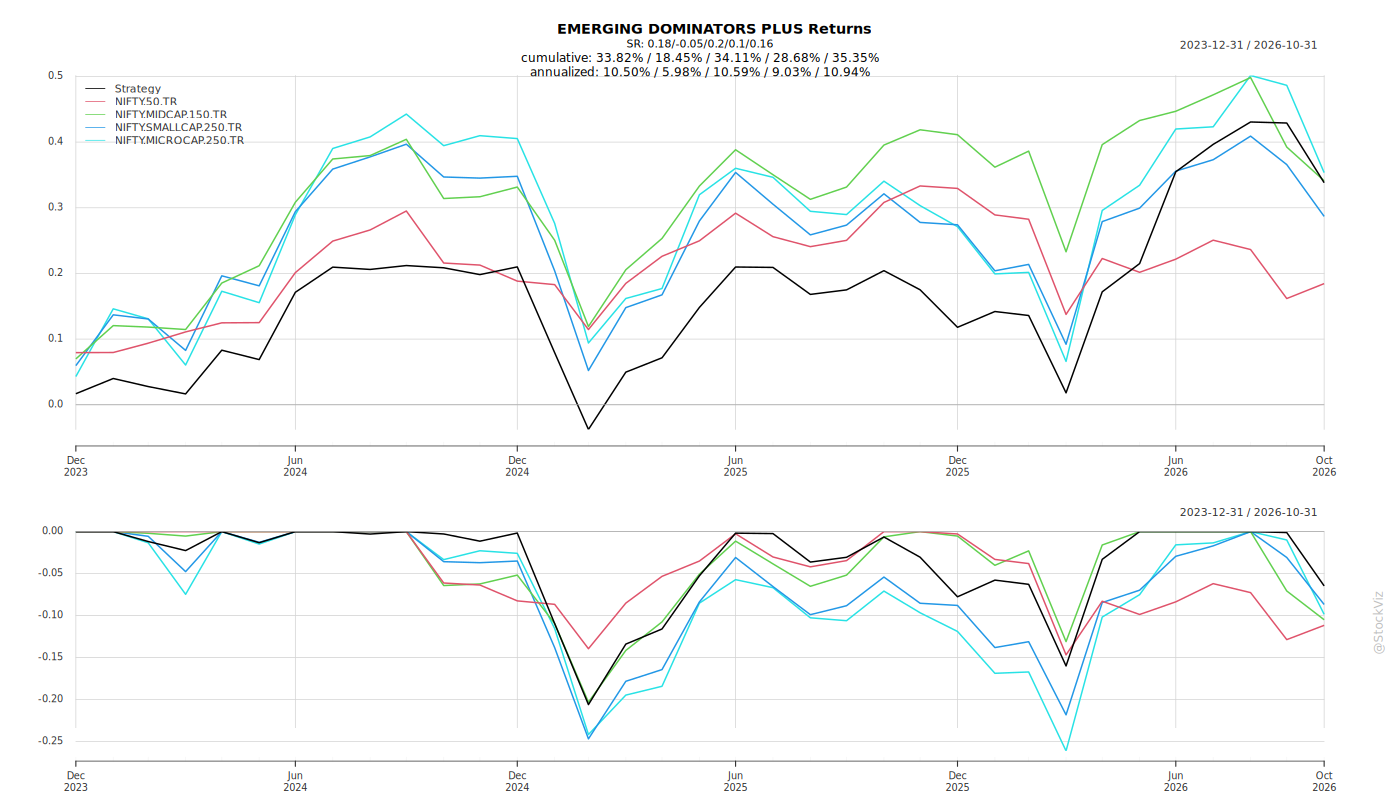 EMERGING DOMINATORS PLUS Returns
SR: 0.18/-0.05/0.2/0.1/0.16
cumulative: 33.82% / 18.45% / 34.11% / 28.68% / 35.35%
annualized: 10.50% / 5.98% / 10.59% / 9.03% / 10.94%
2023-12-31 / 2026-10-31
Strategy
NIFTY.50.TR
NIFTY.MIDCAP.150.TR
NIFTY.SMALLCAP.250.TR
NIFTY.MICROCAP.250.TR
0.5
0.4
0.3
0.2
0.1
0.0
Dec 2023
Jun 2024
Dec 2024
Jun 2025
Dec 2025
Jun 2026
Oct 2026
2023-12-31 / 2026-10-31
0.00
-0.05
-0.10
-0.15
-0.20
-0.25
Dec 2023
Jun 2024
Dec 2024
Jun 2025
Dec 2025
Jun 2026
Oct 2026
@StockViz